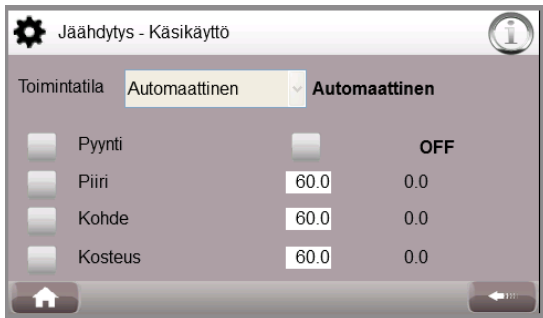 Jäähdytys - Käsikäyttö
Toimintatila Automaattinen Automaattinen
Pyynti OFF
Piiri 60.0 0.0
Kohde 60.0 0.0
Kosteus 60.0 0.0